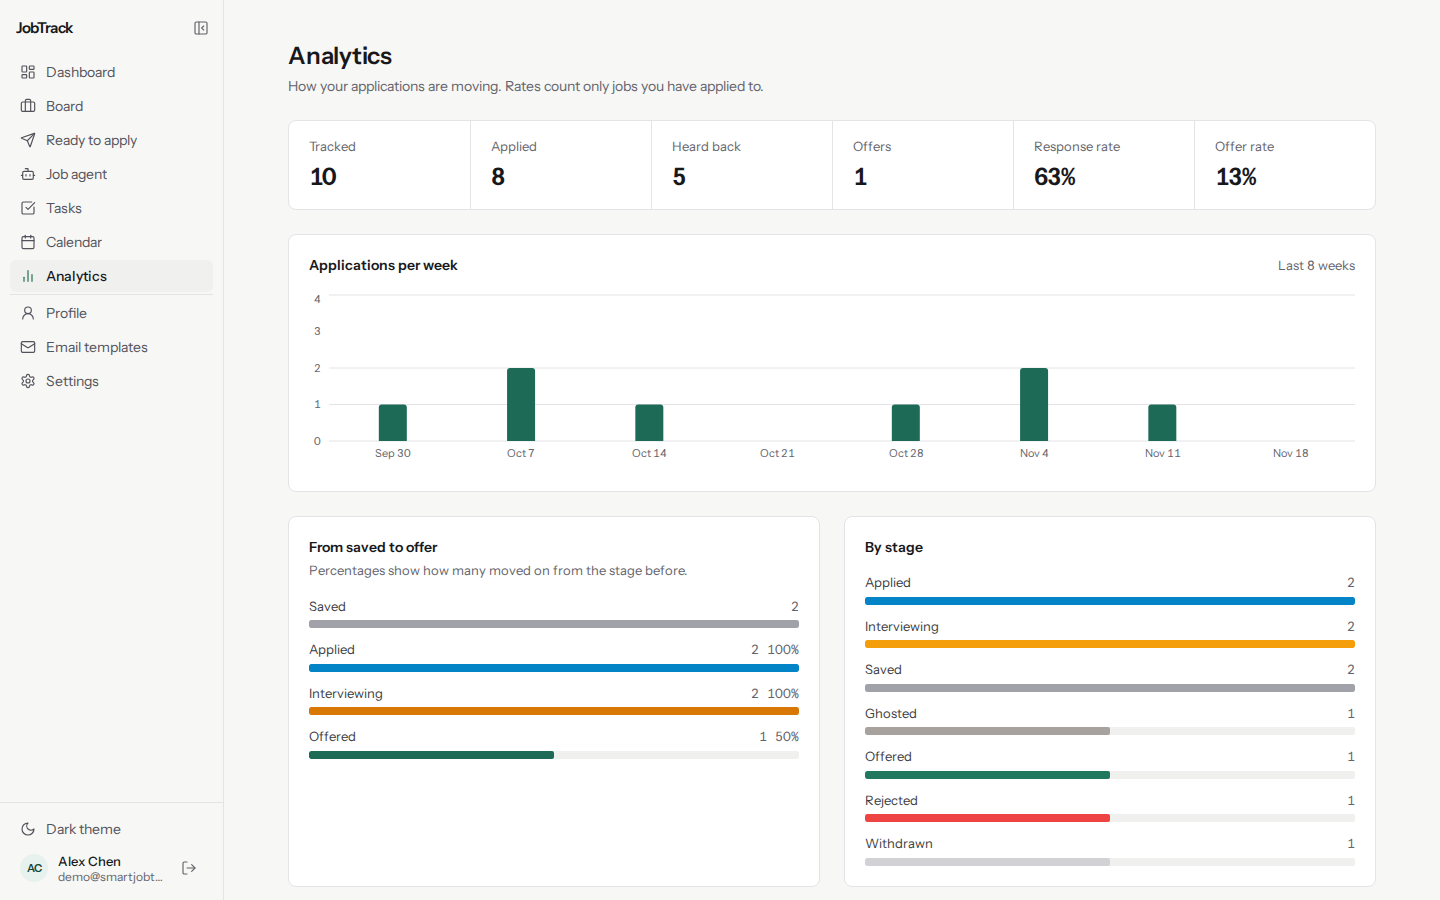 JobTrack
Dashboard
Board
Ready to apply
Job agent
Tasks
Calendar
Analytics
Profile
Email templates
Settings
Dark theme
AC
Alex Chen
demo@smartjobt...
Analytics
How your applications are moving. Rates count only jobs you have applied to.
Tracked
10
Applied
8
Heard back
5
Offers
1
Response rate
63%
Offer rate
13%
Applications per week
Last 8 weeks
4
3
2
1
0
Sep 30
Oct 7
Oct 14
Oct 21
Oct 28
Nov 4
Nov 11
Nov 18
From saved to offer
Percentages show how many moved on from the stage before.
Saved 2
Applied 2 100%
Interviewing 2 100%
Offered 1 50%
By stage
Applied 2
Interviewing 2
Saved 2
Ghosted 1
Offered 1
Rejected 1
Withdrawn 1